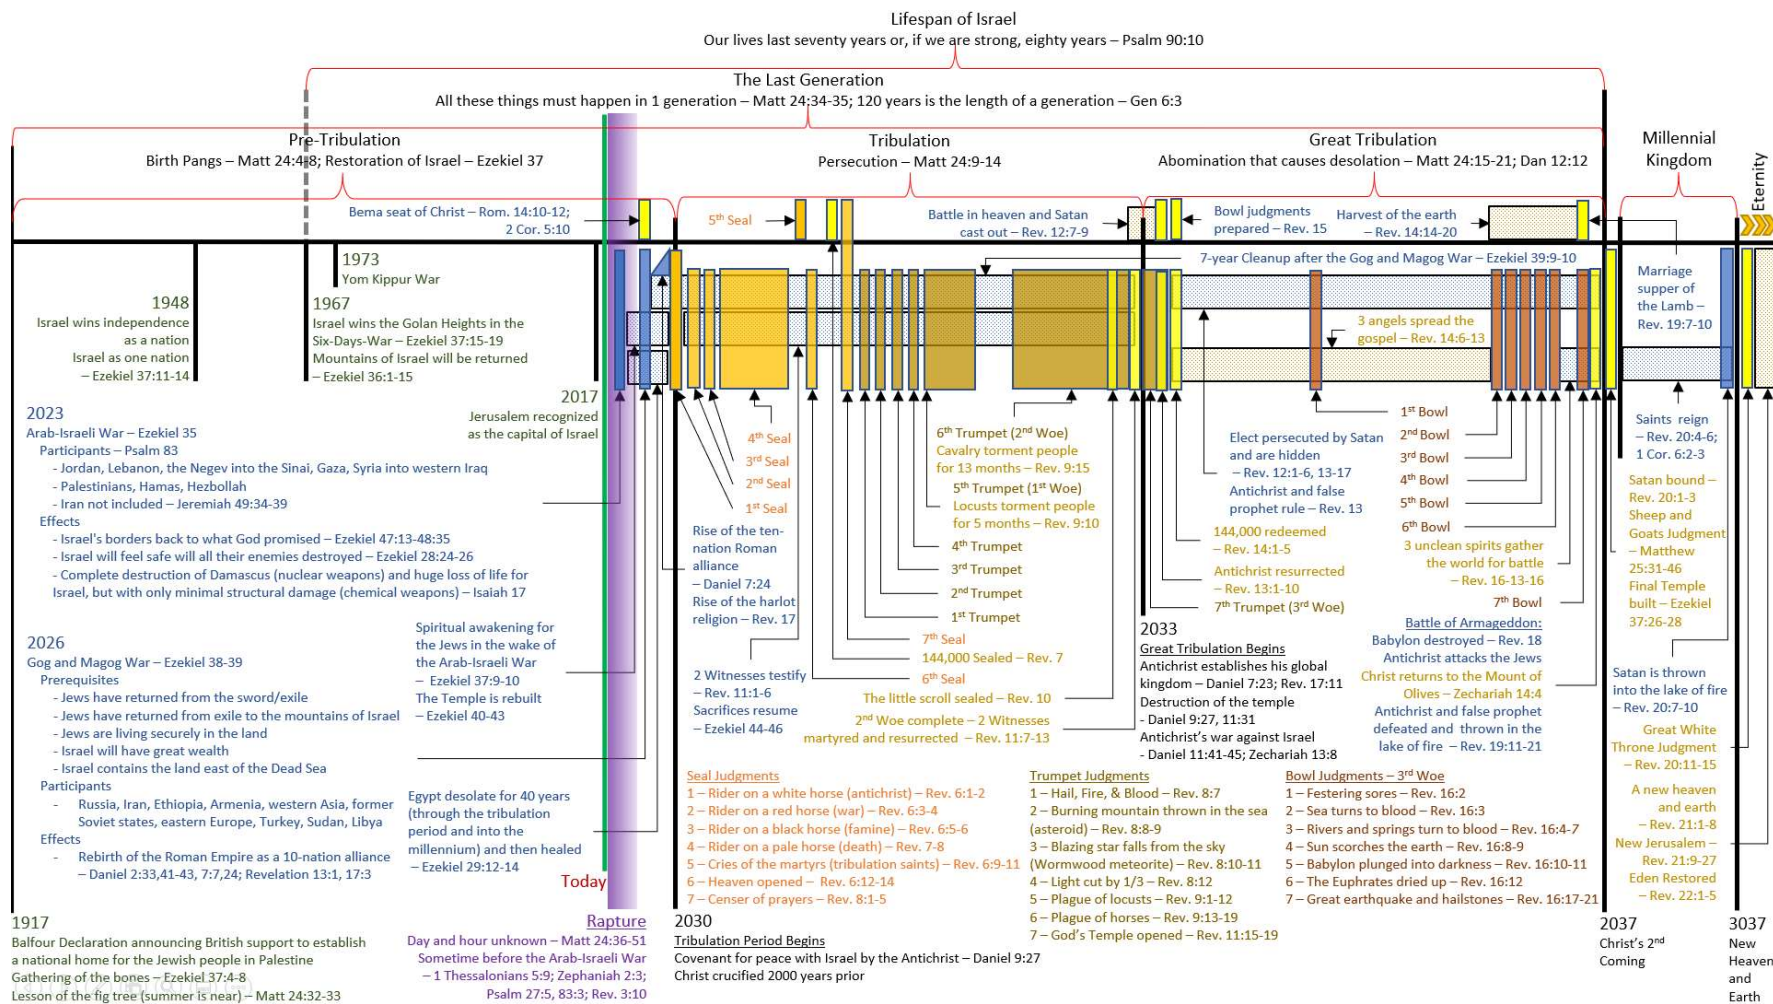 Lifespan of Israel
Our lives last seventy years or, if we are strong, eighty years – Psalm 90:10
The Last Generation
All these things must happen in 1 generation – Matt 24:34-35; 120 years is the length of a generation – Gen 6:3
Pre-Tribulation
Birth Pangs – Matt 24:4-8; Restoration of Israel – Ezekiel 37
Tribulation
Persecution – Matt 24:9-14
Great Tribulation
Abomination that causes desolation – Matt 24:15-21; Dan 12:12
Millennial
Kingdom
Eternity
Bema seat of Christ – Rom. 14:10-12;
2 Cor. 5:10
5th Seal
Battle in heaven and Satan
cast out – Rev. 12:7-9
Bowl judgments
prepared – Rev. 15
Harvest of the earth
– Rev. 14:14-20
7-year Cleanup after the Gog and Magog War – Ezekiel 39:9-10
1973
Yom Kippur War
1948
Israel wins independence
as a nation
Israel as one nation
– Ezekiel 37:11-14
1967
Israel wins the Golan Heights in the
Six-Days-War – Ezekiel 37:15-19
Mountains of Israel will be returned
– Ezekiel 36:1-15
2017
Jerusalem recognized
as the capital of Israel
3 angels spread the
gospel – Rev. 14:6-13
Marriage
supper of
the Lamb –
Rev. 19:7-10
2023
Arab-Israeli War – Ezekiel 35
Participants – Psalm 83
- Jordan, Lebanon, the Negev into the Sinai, Gaza, Syria into western Iraq
- Palestinians, Hamas, Hezbollah
- Iran not included – Jeremiah 49:34-39
Effects
- Israel's borders back to what God promised – Ezekiel 47:13-48:35
- Israel will feel safe will all their enemies destroyed – Ezekiel 28:24-26
- Complete destruction of Damascus (nuclear weapons) and huge loss of life for
Israel, but with only minimal structural damage (chemical weapons) – Isaiah 17
2026
Gog and Magog War – Ezekiel 38-39
Prerequisites
- Jews have returned from the sword/exile
- Jews have returned from exile to the mountains of Israel
- Jews are living securely in the land
- Israel will have great wealth
- Israel contains the land east of the Dead Sea
Participants
- Russia, Iran, Ethiopia, Armenia, western Asia, former
Soviet states, eastern Europe, Turkey, Sudan, Libya
Effects
- Rebirth of the Roman Empire as a 10-nation alliance
– Daniel 2:33,41-43, 7:7,24; Revelation 13:1, 17:3
Spiritual awakening for
the Jews in the wake of
the Arab-Israeli War
– Ezekiel 37:9-10
The Temple is rebuilt
– Ezekiel 40-43
Egypt desolate for 40 years
(through the tribulation
period and into the
millennium) and then healed
– Ezekiel 29:12-14
Today
4th Seal
3rd Seal
2nd Seal
1st Seal
Rise of the ten-
nation Roman
alliance
– Daniel 7:24
Rise of the harlot
religion – Rev. 17
2 Witnesses testify
– Rev. 11:1-6
Sacrifices resume
– Ezekiel 44-46
6th Trumpet (2nd Woe)
Cavalry torment people
for 13 months – Rev. 9:15
5th Trumpet (1st Woe)
Locusts torment people
for 5 months – Rev. 9:10
4th Trumpet
3rd Trumpet
2nd Trumpet
1st Trumpet
7th Seal
144,000 Sealed – Rev. 7
6th Seal
The little scroll sealed – Rev. 10
2nd Woe complete – 2 Witnesses
martyred and resurrected – Rev. 11:7-13
Elect persecuted by Satan
and are hidden
– Rev. 12:1-6, 13-17
Antichrist and false
prophet rule – Rev. 13
144,000 redeemed
– Rev. 14:1-5
Antichrist resurrected
– Rev. 13:1-10
7th Trumpet (3rd Woe)
2033
Great Tribulation Begins
Antichrist establishes his global
kingdom – Daniel 7:23; Rev. 17:11
Destruction of the temple
- Daniel 9:27, 11:31
Antichrist's war against Israel
- Daniel 11:41-45; Zechariah 13:8
1st Bowl
2nd Bowl
3rd Bowl
4th Bowl
5th Bowl
6th Bowl
3 unclean spirits gather
the world for battle
– Rev. 16-13-16
7th Bowl
Battle of Armageddon:
Babylon destroyed – Rev. 18
Antichrist attacks the Jews
Christ returns to the Mount of
Olives – Zechariah 14:4
Antichrist and false prophet
defeated and thrown in the
lake of fire – Rev. 19:11-21
Saints reign
– Rev. 20:4-6;
1 Cor. 6:2-3
Satan bound –
Rev. 20:1-3
Sheep and
Goats Judgment
– Matthew
25:31-46
Final Temple
built – Ezekiel
37:26-28
Satan is thrown
into the lake of fire
– Rev. 20:7-10
Great White
Throne Judgment
– Rev. 20:11-15
A new heaven
and earth
– Rev. 21:1-8
New Jerusalem –
Rev. 21:9-27
Eden Restored
– Rev. 22:1-5
Seal Judgments
1 – Rider on a white horse (antichrist) – Rev. 6:1-2
2 – Rider on a red horse (war) – Rev. 6:3-4
3 – Rider on a black horse (famine) – Rev. 6:5-6
4 – Rider on a pale horse (death) – Rev. 7-8
5 – Cries of the martyrs (tribulation saints) – Rev. 6:9-11
6 – Heaven opened – Rev. 6:12-14
7 – Censer of prayers – Rev. 8:1-5
Trumpet Judgments
1 – Hail, Fire, & Blood – Rev. 8:7
2 – Burning mountain thrown in the sea
(asteroid) – Rev. 8:8-9
3 – Blazing star falls from the sky
(Wormwood meteorite) – Rev. 8:10-11
4 – Light cut by 1/3 – Rev. 8:12
5 – Plague of locusts – Rev. 9:1-12
6 – Plague of horses – Rev. 9:13-19
7 – God's Temple opened – Rev. 11:15-19
Bowl Judgments – 3rd Woe
1 – Festering sores – Rev. 16:2
2 – Sea turns to blood – Rev. 16:3
3 – Rivers and springs turn to blood – Rev. 16:4-7
4 – Sun scorches the earth – Rev. 16:8-9
5 – Babylon plunged into darkness – Rev. 16:10-11
6 – The Euphrates dried up – Rev. 16:12
7 – Great earthquake and hailstones – Rev. 16:17-21
1917
Balfour Declaration announcing British support to establish
a national home for the Jewish people in Palestine
Gathering of the bones – Ezekiel 37:4-8
Lesson of the fig tree (summer is near) – Matt 24:32-33
Rapture
Day and hour unknown – Matt 24:36-51
Sometime before the Arab-Israeli War
– 1 Thessalonians 5:9; Zephaniah 2:3;
Psalm 27:5, 83:3; Rev. 3:10
2030
Tribulation Period Begins
Covenant for peace with Israel by the Antichrist – Daniel 9:27
Christ crucified 2000 years prior
2037
Christ's 2nd
Coming
3037
New
Heaven
and
Earth